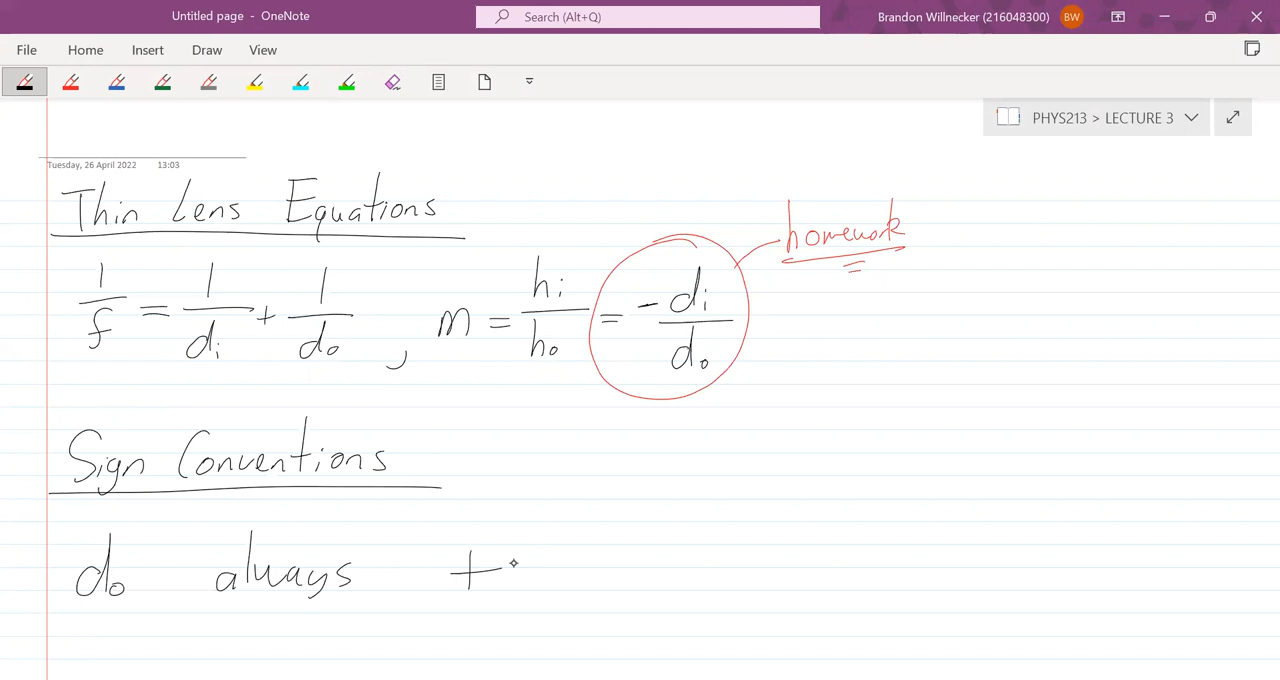 Untitled page - OneNote
Search (Alt+Q)
Brandon Willnecker (216048300) BW
File Home Insert Draw View
PHYS213 > LECTURE 3
Tuesday, 26 April 2022 13:03
Thin Lens Equations
homework
1/f = 1/di + 1/do , m = hi/ho = -di/do
Sign Conventions
do always +